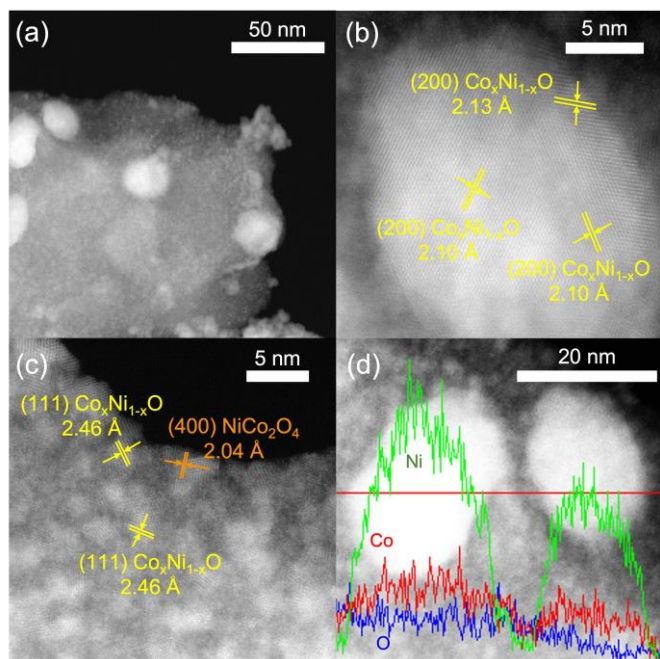 (a)
50 nm
(b)
5 nm
(200) CoₓNi₁₋ₓO
2.13 Å
(200) CoₓNi₁₋ₓO
2.10 Å
(200) CoₓNi₁₋ₓO
2.10 Å
(c)
5 nm
(111) CoₓNi₁₋ₓO
2.46 Å
(400) NiCo₂O₄
2.04 Å
(111) CoₓNi₁₋ₓO
2.46 Å
(d)
20 nm
Ni
Co
O